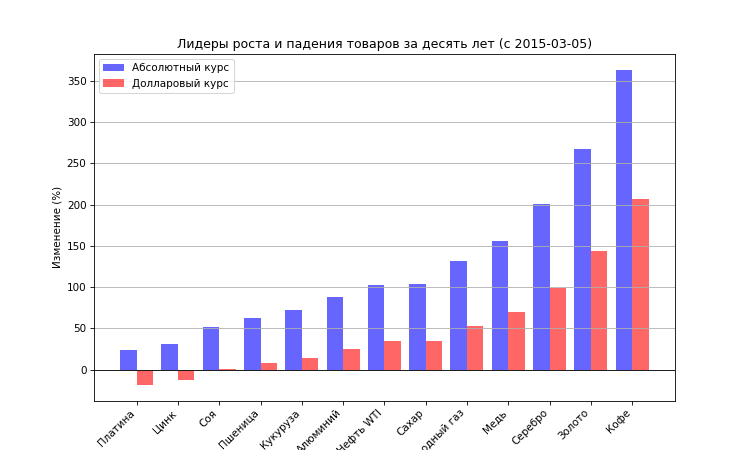 Лидеры роста и падения товаров за десять лет (с 2015-03-05)
Абсолютный курс
Долларовый курс
Изменение (%)
350
300
250
200
150
100
50
0
Платина
Цинк
Соя
Пшеница
Кукуруза
Алюминий
Нефть WTI
Сахар
газ
Медь
Серебро
Золото
Кофе